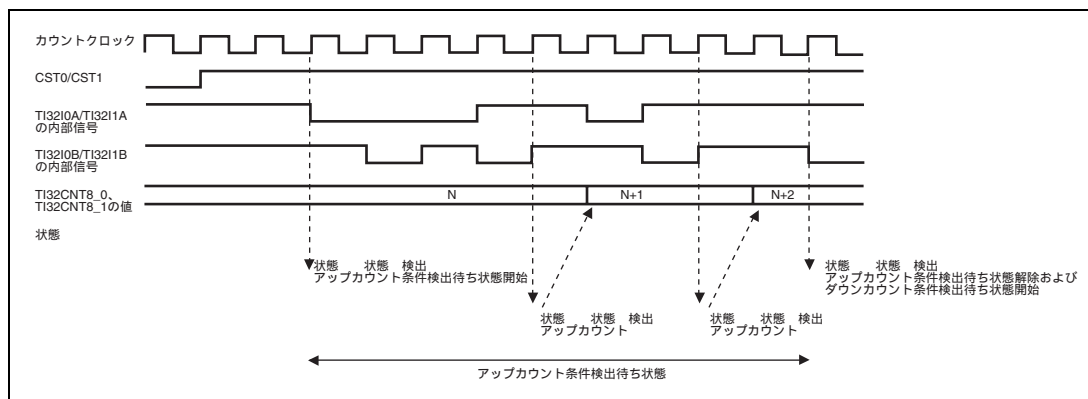 カウントクロック
CST0/CST1
TI32I0A/TI32I1A
の内部信号
TI32I0B/TI32I1B
の内部信号
TI32CNT8_0、
TI32CNT8_1の値
N
N+1
N+2
状態
状態 状態 検出
アップカウント条件検出待ち状態開始
状態 状態 検出
アップカウント
状態 状態 検出
アップカウント
状態 状態 検出
アップカウント条件検出待ち状態解除および
ダウンカウント条件検出待ち状態開始
アップカウント条件検出待ち状態